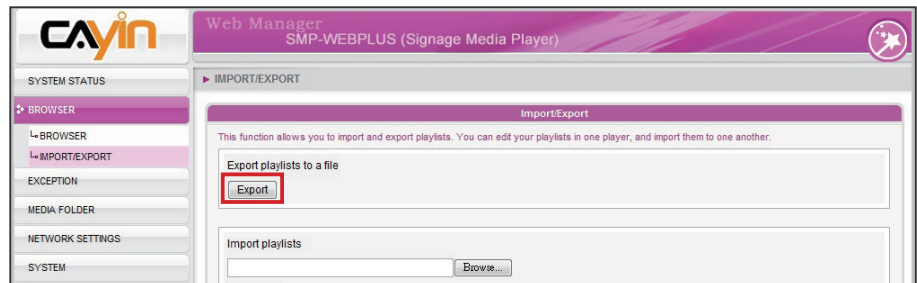 CAYIN
Web Manager
SMP-WEBPLUS (Signage Media Player)
SYSTEM STATUS
BROWSER
BROWSER
IMPORT/EXPORT
EXCEPTION
MEDIA FOLDER
NETWORK SETTINGS
SYSTEM
IMPORT/EXPORT
Import/Export
This function allows you to import and export playlists. You can edit your playlists in one player, and import them to one another.
Export playlists to a file
Export
Import playlists
Browse...